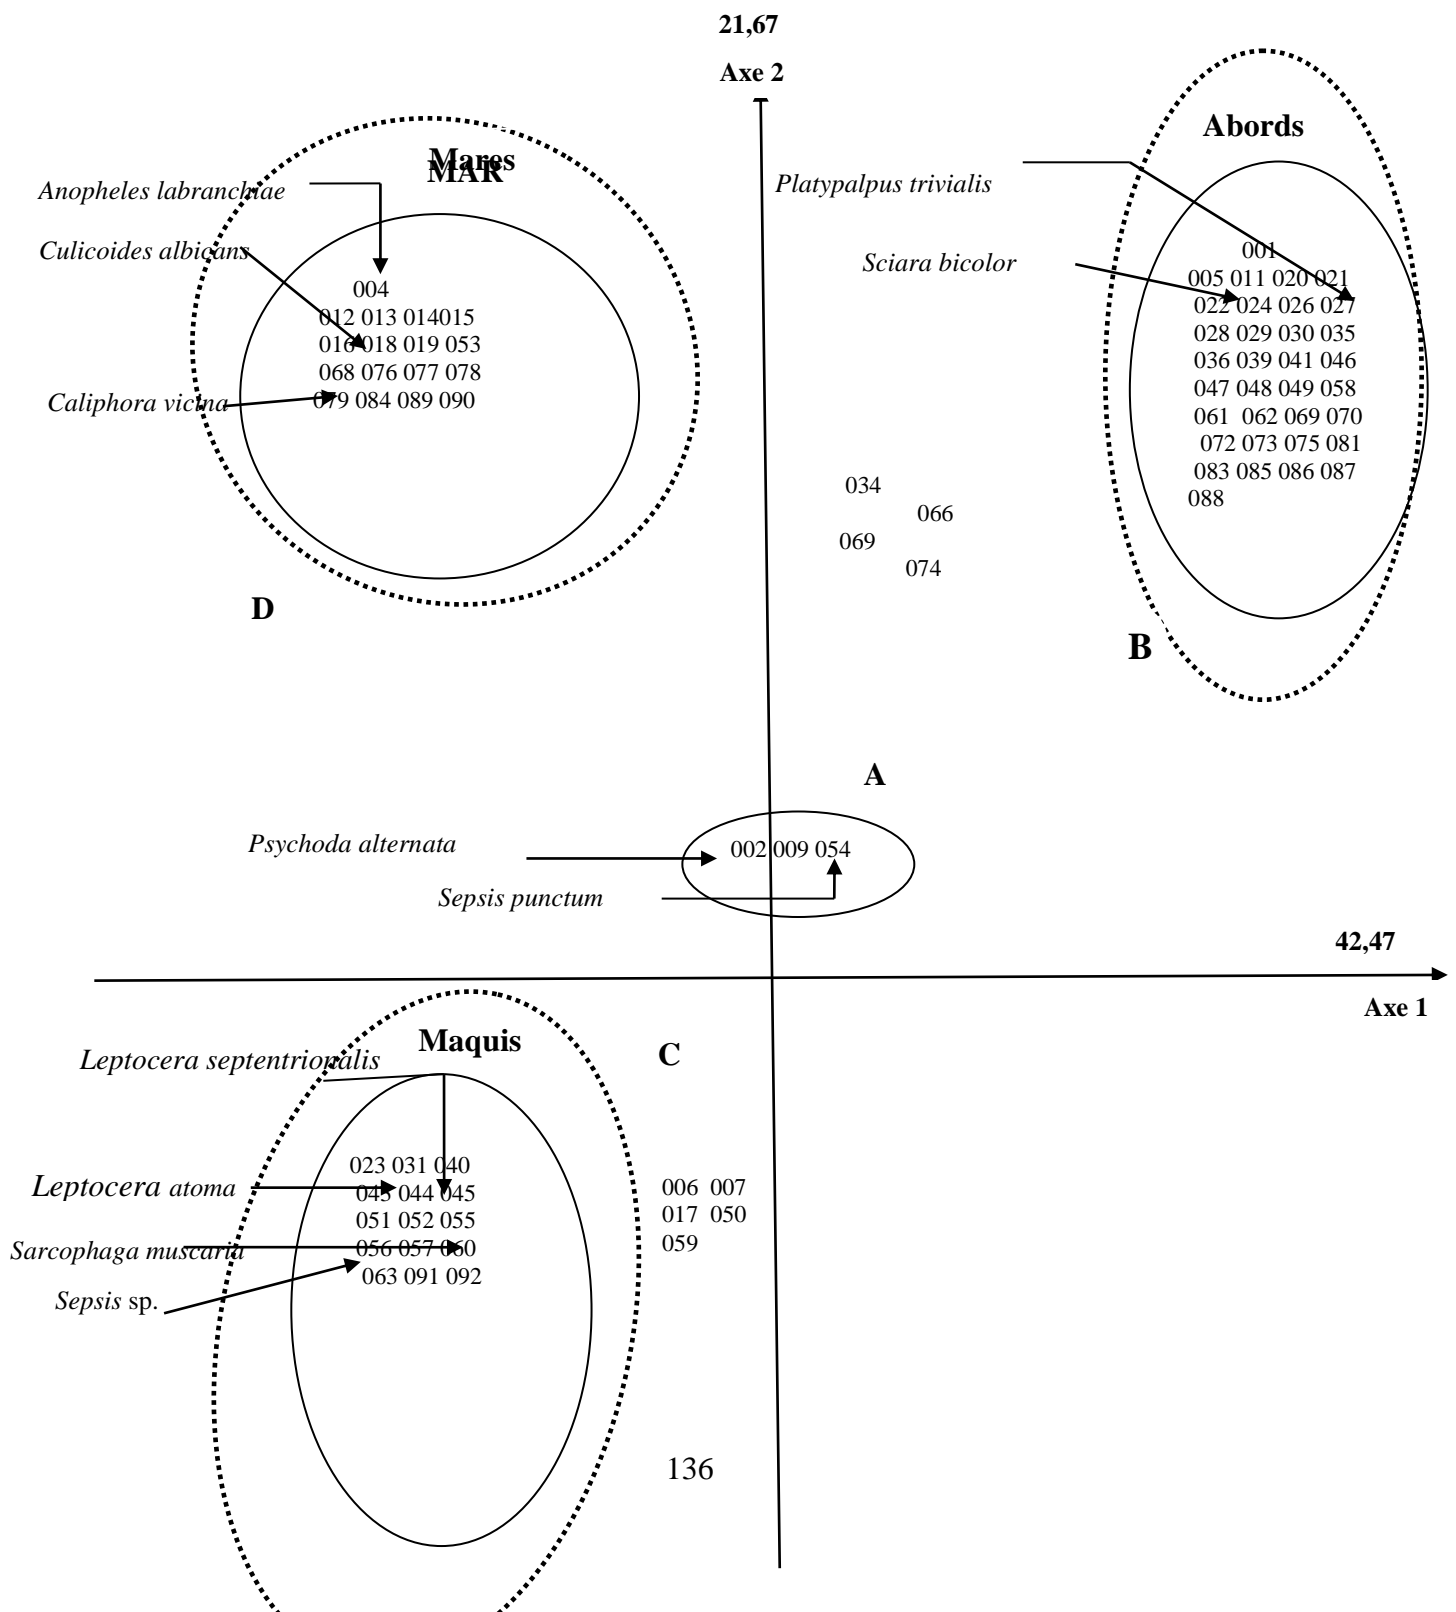 21,67
Axe 2
Abords
Mares
MAR
Anopheles labranchiae
Platypalpus trivialis
Culicoides albicans
Sciara bicolor
001
005 011 020 021
022 024 026 027
028 029 030 035
036 039 041 046
047 048 049 058
061 062 069 070
072 073 075 081
083 085 086 087
088
004
012 013 014015
016 018 019 053
068 076 077 078
079 084 089 090
Caliphora vicina
034
066
069
074
D
B
A
Psychoda alternata
002 009 054
Sepsis punctum
42,47
Axe 1
Maquis
C
Leptocera septentrionalis
023 031 040
Leptocera atoma
043 044 045
051 052 055
Sarcophaga muscaria
056 057 060
063 091 092
Sepsis sp.
006 007
017 050
059
136